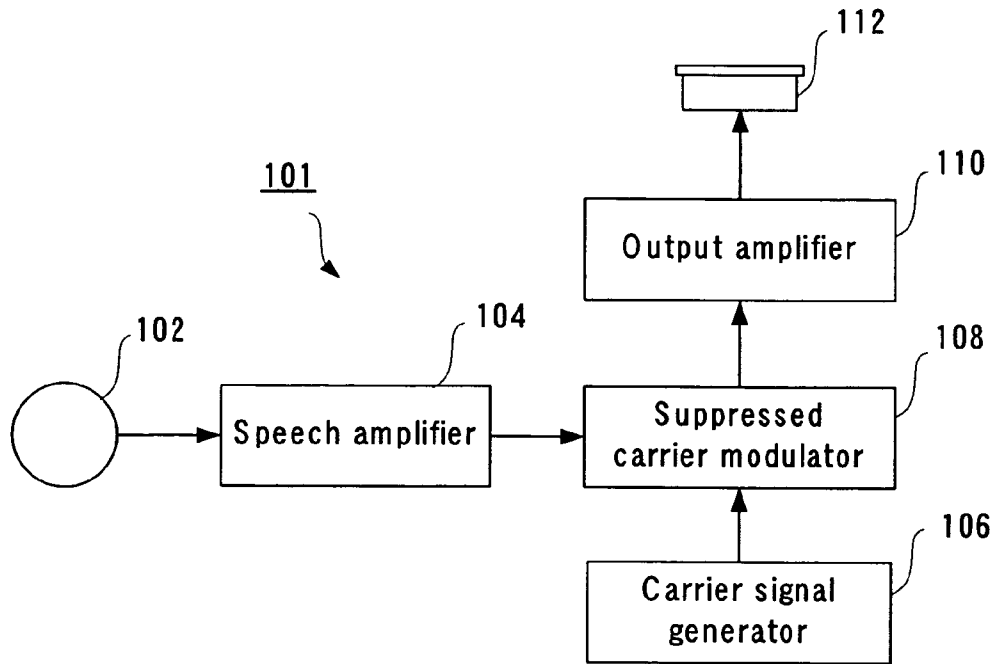 112
110
101
Output amplifier
102
104
108
Speech amplifier
Suppressed
carrier modulator
106
Carrier signal
generator